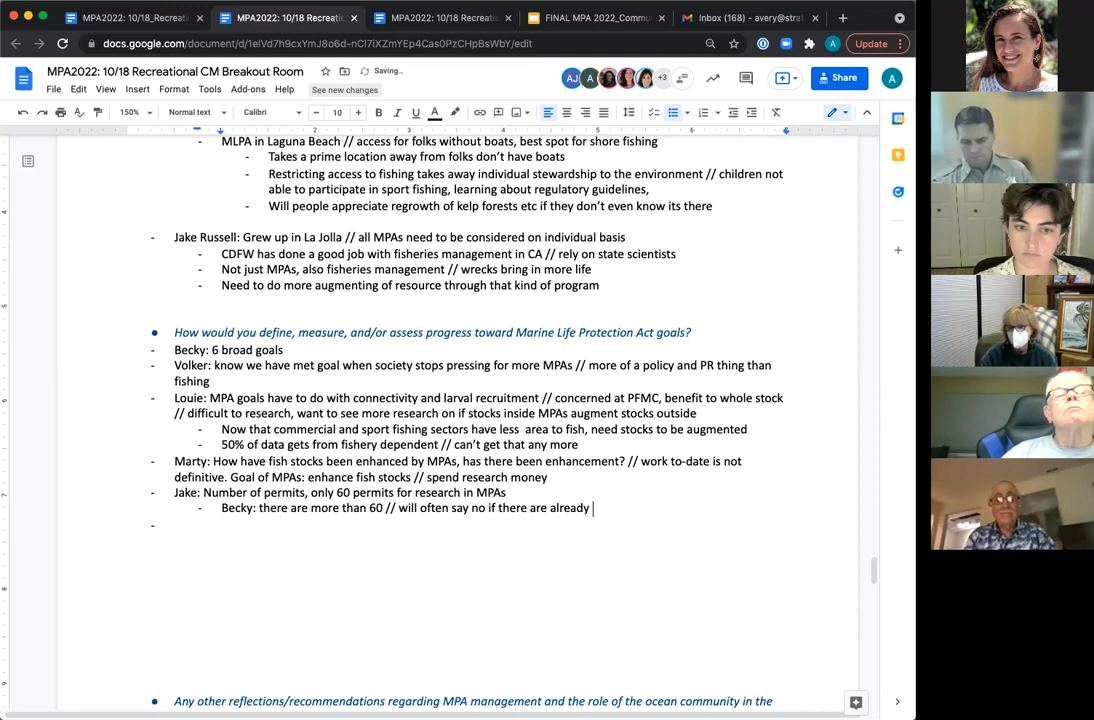 MPA2022: 10/18_Recreati
MPA2022: 10/18 Recreatic
MPA2022: 10/18 Recreatic
FINAL MPA 2022_Commu
Inbox (168) – avery@stra
docs.google.com/document/d/1elVd7h9cxYmJ8o6d-nCl7iXZmYEp4Cas0PzCHpBsWbY/edit
Update
MPA2022: 10/18 Recreational CM Breakout Room
Saving...
File Edit View Insert Format Tools Add-ons Help
See new changes
AJ A +3
Share
A
150% Normal text Calibri 10 B I U A
- MLPA in Laguna Beach // access for folks without boats, best spot for shore fishing
- Takes a prime location away from folks don't have boats
- Restricting access to fishing takes away individual stewardship to the environment // children not
able to participate in sport fishing, learning about regulatory guidelines,
- Will people appreciate regrowth of kelp forests etc if they don't even know its there
- Jake Russell: Grew up in La Jolla // all MPAs need to be considered on individual basis
- CDFW has done a good job with fisheries management in CA // rely on state scientists
- Not just MPAs, also fisheries management // wrecks bring in more life
- Need to do more augmenting of resource through that kind of program
● How would you define, measure, and/or assess progress toward Marine Life Protection Act goals?
- Becky: 6 broad goals
- Volker: know we have met goal when society stops pressing for more MPAs // more of a policy and PR thing than
fishing
- Louie: MPA goals have to do with connectivity and larval recruitment // concerned at PFMC, benefit to whole stock
// difficult to research, want to see more research on if stocks inside MPAs augment stocks outside
- Now that commercial and sport fishing sectors have less area to fish, need stocks to be augmented
- 50% of data gets from fishery dependent // can't get that any more
- Marty: How have fish stocks been enhanced by MPAs, has there been enhancement? // work to-date is not
definitive. Goal of MPAs: enhance fish stocks // spend research money
- Jake: Number of permits, only 60 permits for research in MPAs
- Becky: there are more than 60 // will often say no if there are already
-
● Any other reflections/recommendations regarding MPA management and the role of the ocean community in the